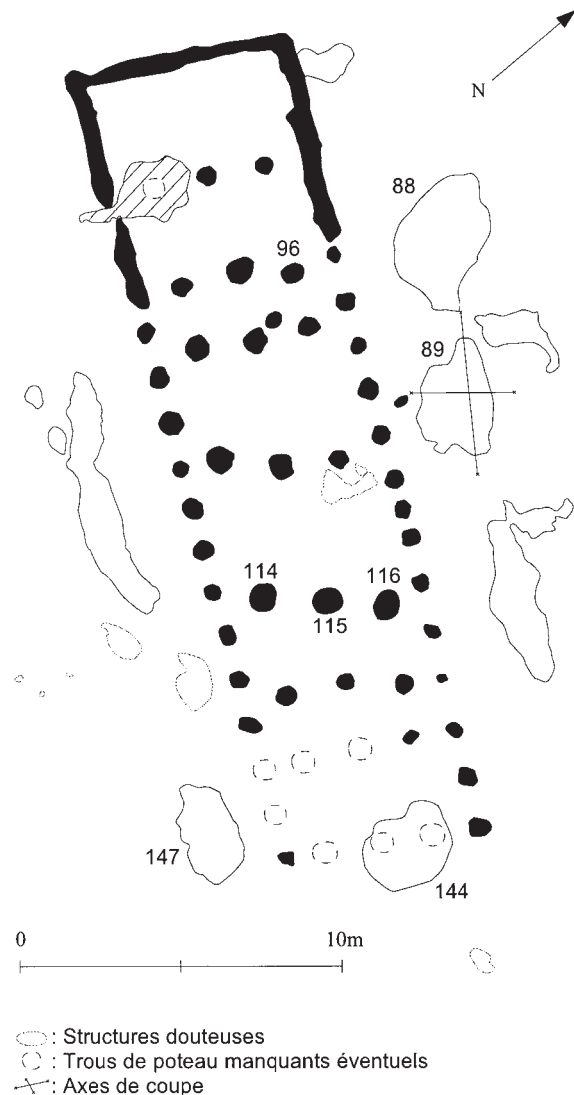 N
88
96
89
114
116
115
147
144
0 10m
: Structures douteuses
: Trous de poteau manquants éventuels
: Axes de coupe